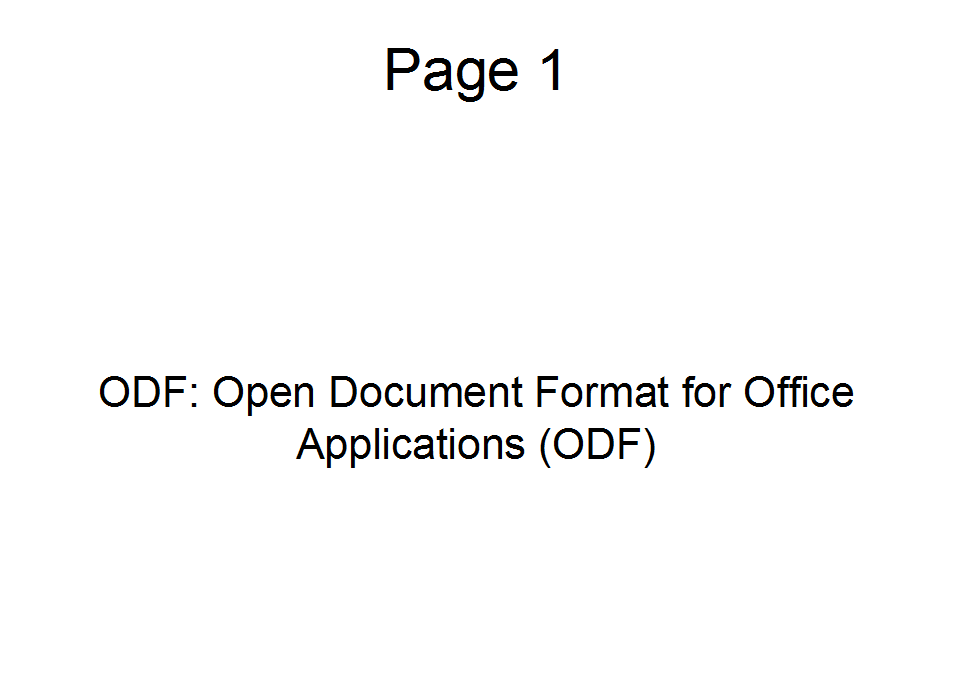 Page 1
ODF: Open Document Format for Office
Applications (ODF)